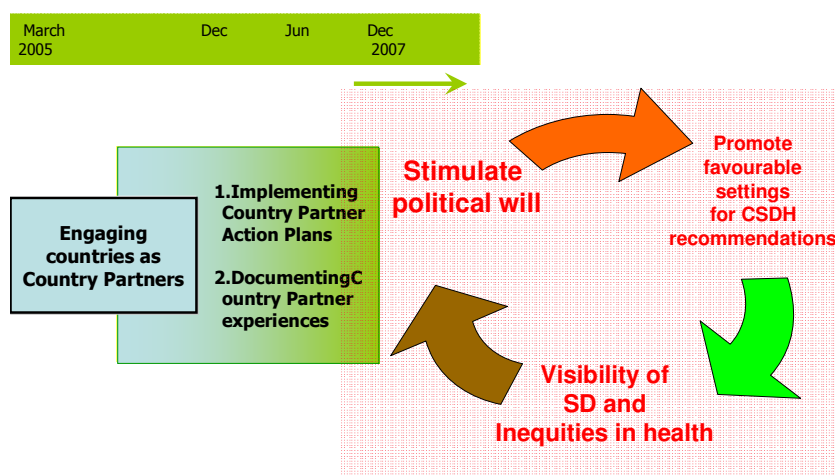 March Dec Jun Dec
2005 2007
Engaging
countries as
Country Partners
1.Implementing
Country Partner
Action Plans
2.DocumentingC
ountry Partner
experiences
Stimulate
political will
Promote
favourable
settings
for CSDH
recommendations
Visibility of
SD and
Inequities in health